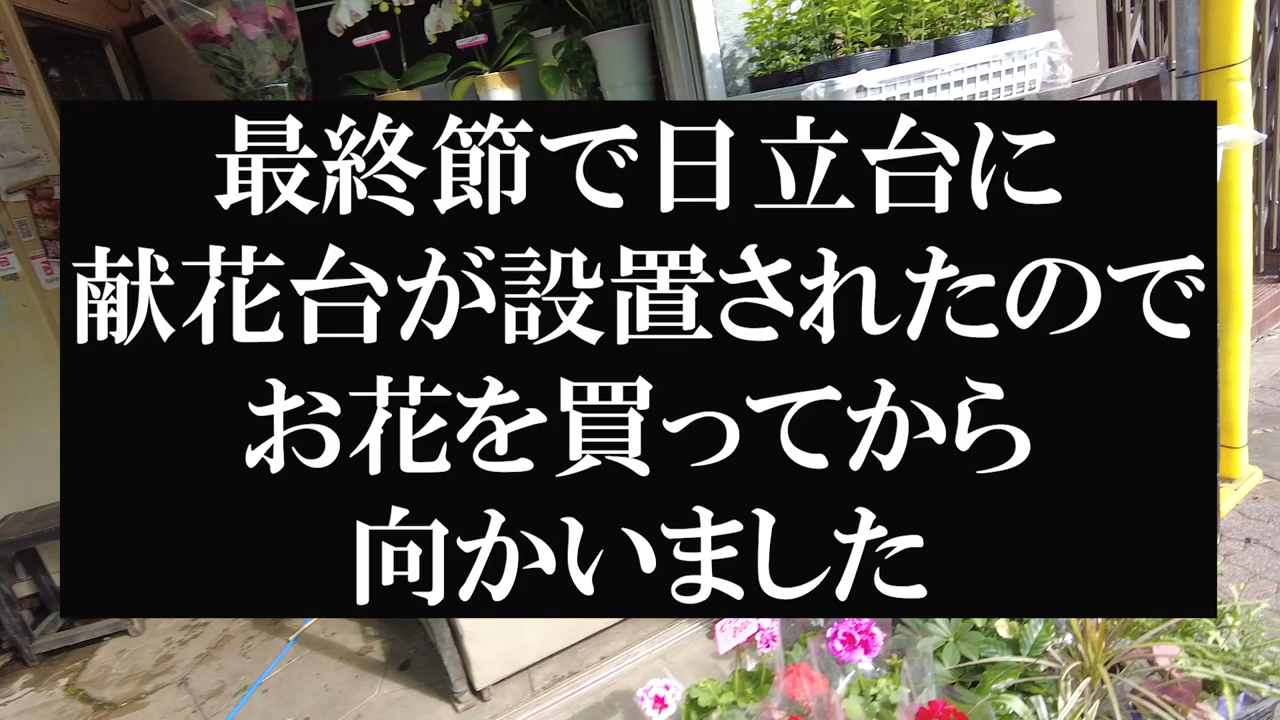 最終節で日立台に
献花台が設置されたので
お花を買ってから
向かいました